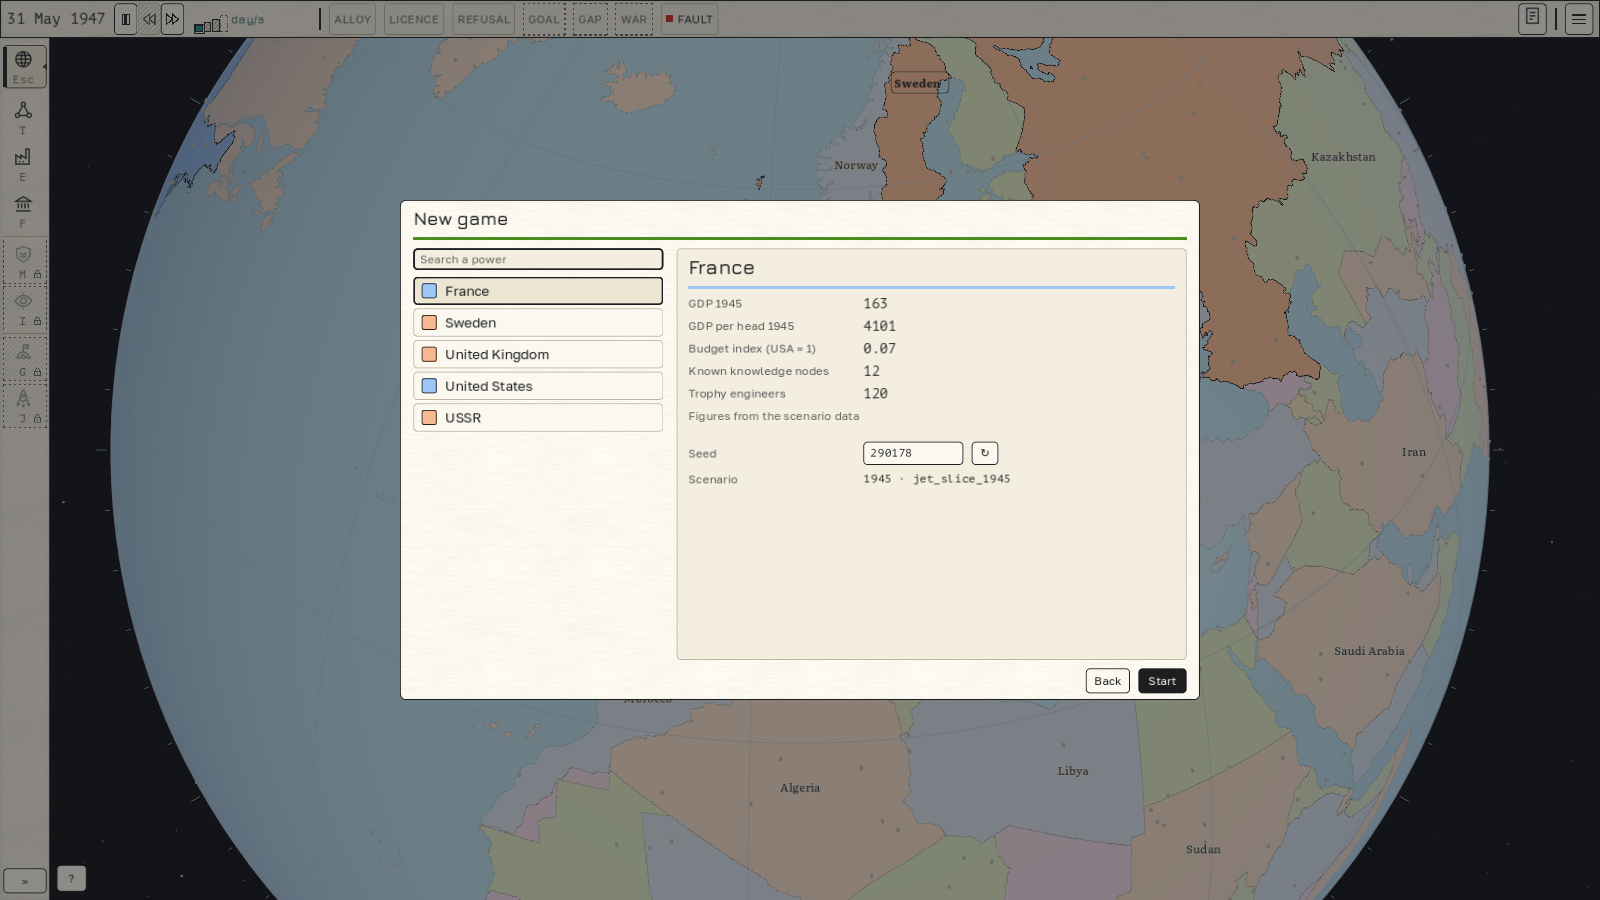 31 May 1947
day/s
ALLOY
LICENCE
REFUSAL
GOAL
GAP
WAR
FAULT
Esc
T
E
F
M
I
G
J
»
?
Sweden
Norway
Kazakhstan
Iran
Saudi Arabia
Morocco
Algeria
Libya
Sudan
New game
Search a power
France
Sweden
United Kingdom
United States
USSR
France
GDP 1945 163
GDP per head 1945 4101
Budget index (USA = 1) 0.07
Known knowledge nodes 12
Trophy engineers 120
Figures from the scenario data
Seed 290178 ↻
Scenario 1945 · jet_slice_1945
Back
Start